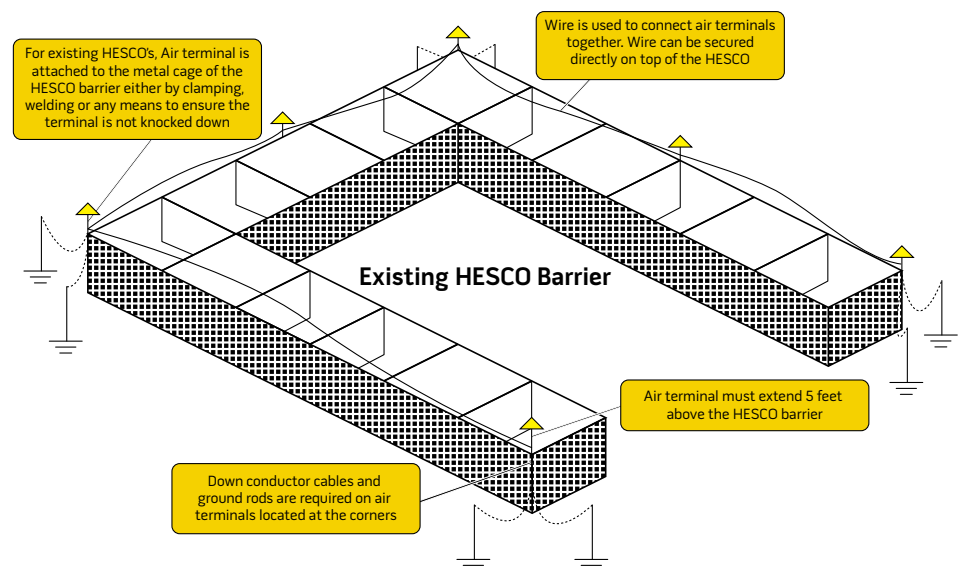 For existing HESCO's, Air terminal is
attached to the metal cage of the
HESCO barrier either by clamping,
welding or any means to ensure the
terminal is not knocked down
Wire is used to connect air terminals
together. Wire can be secured
directly on top of the HESCO
Existing HESCO Barrier
Air terminal must extend 5 feet
above the HESCO barrier
Down conductor cables and
ground rods are required on air
terminals located at the corners